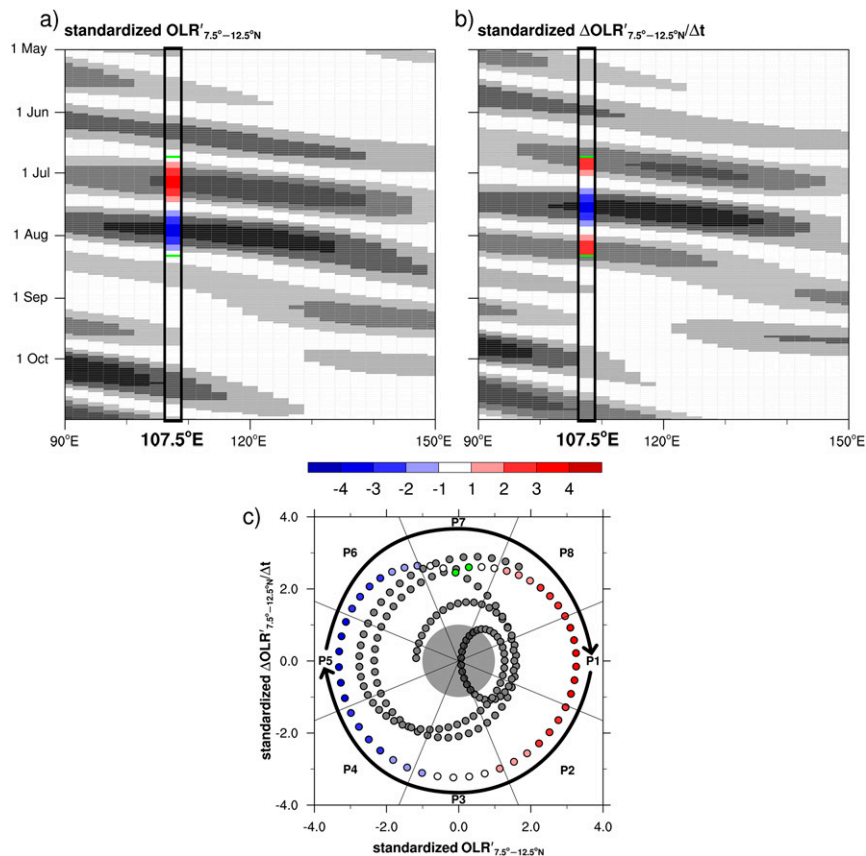 a)
standardized OLR′7.5°−12.5°N
1 May
1 Jun
1 Jul
1 Aug
1 Sep
1 Oct
90°E
107.5°E
120°E
150°E
b)
standardized ΔOLR′7.5°−12.5°N/Δt
90°E
107.5°E
120°E
150°E
-4 -3 -2 -1 1 2 3 4
c)
4.0
2.0
0.0
-2.0
-4.0
standardized ΔOLR′7.5°−12.5°N/Δt
P7
P6
P8
P5
P1
P4
P2
P3
-4.0 -2.0 0.0 2.0 4.0
standardized OLR′7.5°−12.5°N